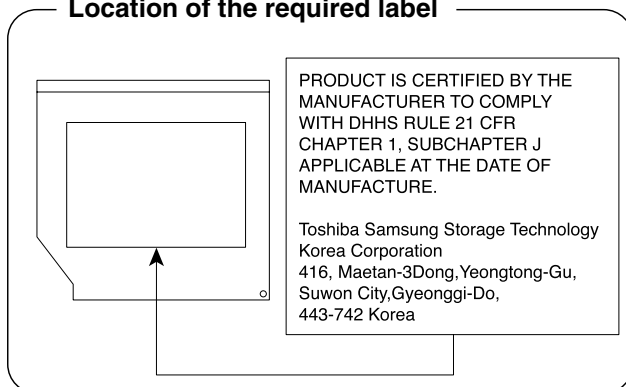 Location of the required label
PRODUCT IS CERTIFIED BY THE
MANUFACTURER TO COMPLY
WITH DHHS RULE 21 CFR
CHAPTER 1, SUBCHAPTER J
APPLICABLE AT THE DATE OF
MANUFACTURE.
Toshiba Samsung Storage Technology
Korea Corporation
416, Maetan-3Dong,Yeongtong-Gu,
Suwon City,Gyeonggi-Do,
443-742 Korea